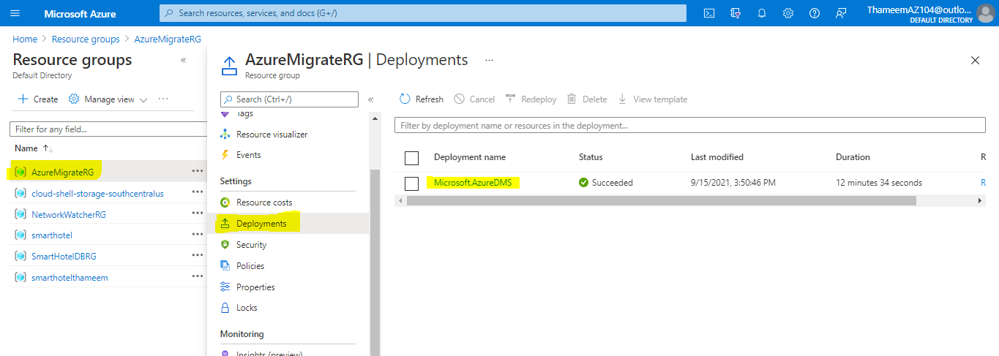 Microsoft Azure
Search resources, services, and docs (G+/)
ThameemAZ104@outlo...
DEFAULT DIRECTORY
Home > Resource groups > AzureMigrateRG
Resource groups
Default Directory
Create
Manage view
Filter for any field...
Name
AzureMigrateRG
cloud-shell-storage-southcentralus
NetworkWatcherRG
smarthotel
SmartHotelDBRG
smarthotelthameem
AzureMigrateRG | Deployments
Resource group
Search (Ctrl+/)
Tags
Resource visualizer
Events
Settings
Resource costs
Deployments
Security
Policies
Properties
Locks
Monitoring
Insights (preview)
Refresh Cancel Redeploy Delete View template
Filter by deployment name or resources in the deployment...
Deployment name Status Last modified Duration R
Microsoft.AzureDMS Succeeded 9/15/2021, 3:50:46 PM 12 minutes 34 seconds R